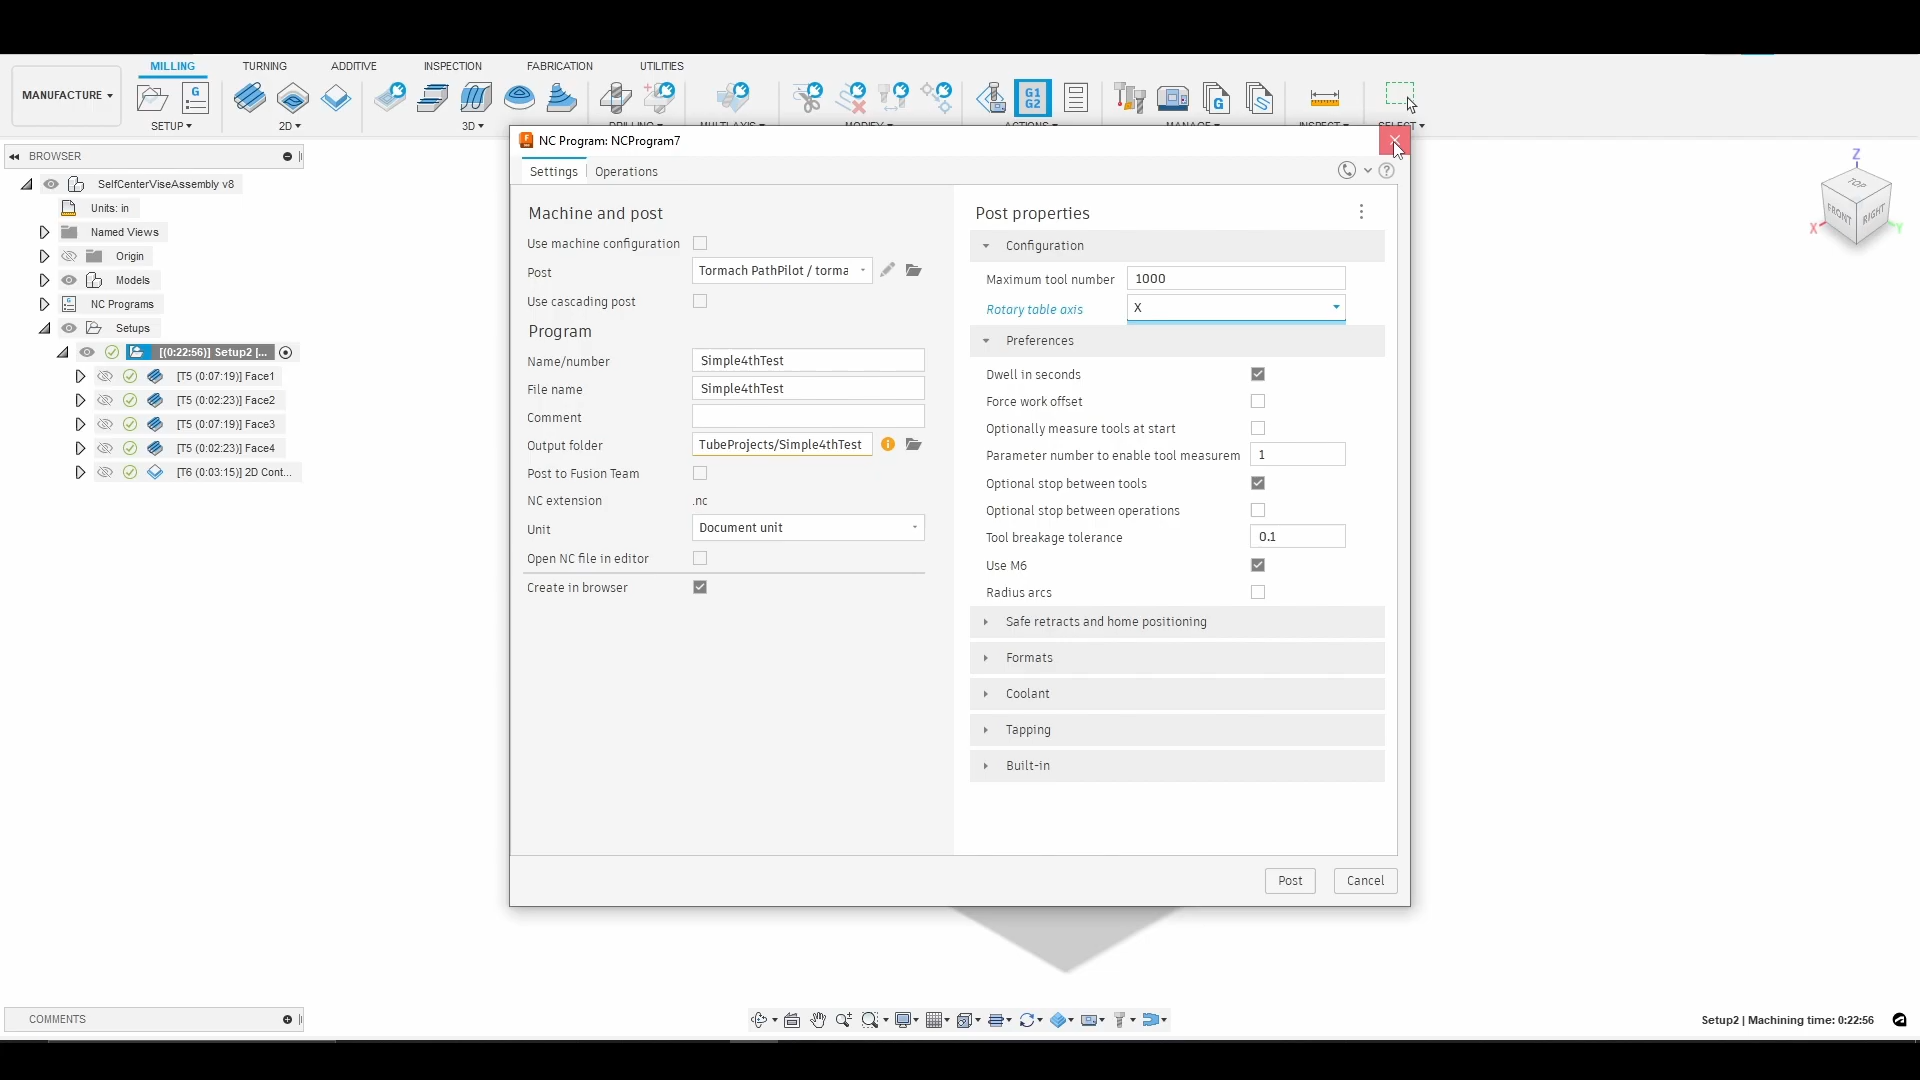 MILLING TURNING ADDITIVE INSPECTION FABRICATION UTILITIES
MANUFACTURE
G
G1
G2
G
SETUP 2D 3D
SELECT
BROWSER
SelfCenterViseAssembly v8
Units: in
Named Views
Origin
Models
NC Programs
Setups
[(0:22:56)] Setup2 |...
[T5 (0:07:19)] Face1
[T5 (0:02:23)] Face2
[T5 (0:07:19)] Face3
[T5 (0:02:23)] Face4
[T6 (0:03:15)] 2D Cont...
NC Program: NCProgram7
Settings Operations
Machine and post
Use machine configuration
Post Tormach PathPilot / torma
Use cascading post
Program
Name/number Simple4thTest
File name Simple4thTest
Comment
Output folder TubeProjects/Simple4thTest
Post to Fusion Team
NC extension .nc
Unit Document unit
Open NC file in editor
Create in browser
Post properties
Configuration
Maximum tool number 1000
Rotary table axis X
Preferences
Dwell in seconds
Force work offset
Optionally measure tools at start
Parameter number to enable tool measurem 1
Optional stop between tools
Optional stop between operations
Tool breakage tolerance 0.1
Use M6
Radius arcs
Safe retracts and home positioning
Formats
Coolant
Tapping
Built-in
Post Cancel
Z
TOP
FRONT RIGHT
X Y
COMMENTS
Setup2 | Machining time: 0:22:56